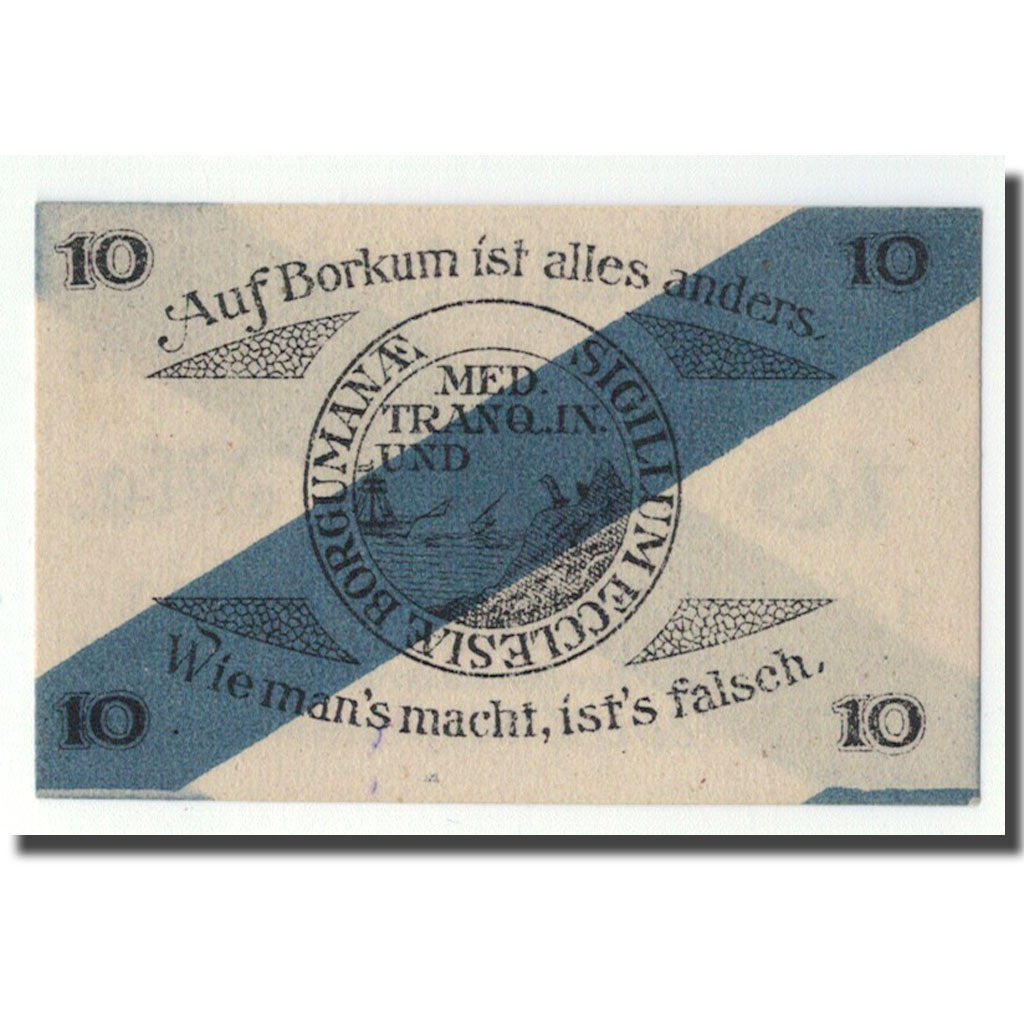 10
10
Auf Borkum ist alles anders.
SIGILLUM ECCLESIÆ BORCUMANÆ
MED.
TRANQ.IN.
UND
Wie man's macht, ist's falsch.
10
10